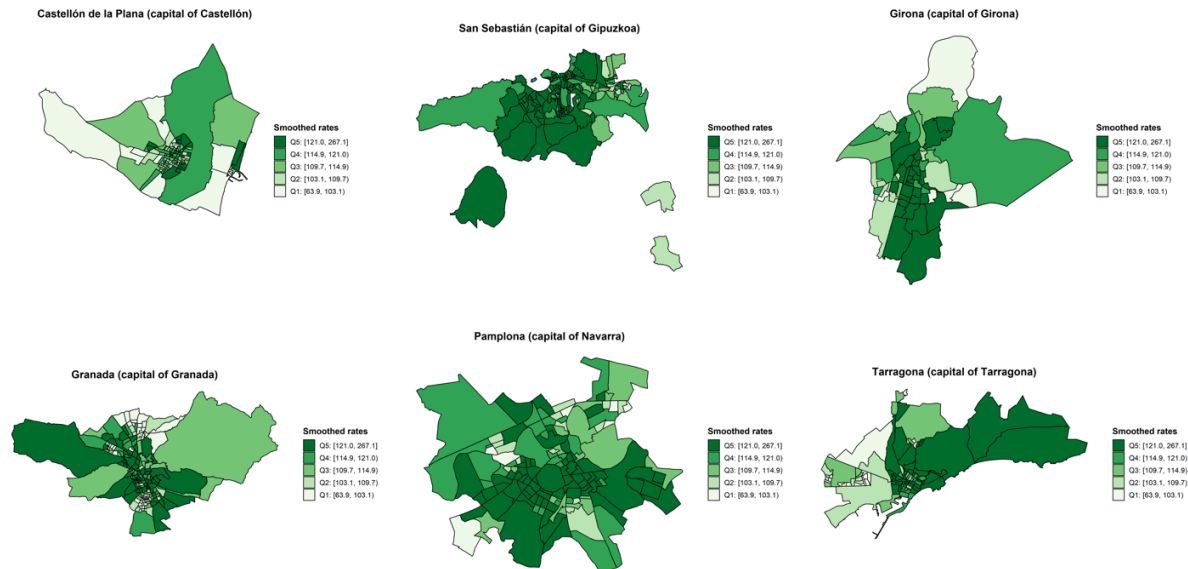 Castellón de la Plana (capital of Castellón)
Smoothed rates
Q5: [121.0, 267.1]
Q4: [114.9, 121.0)
Q3: [109.7, 114.9)
Q2: [103.1, 109.7)
Q1: [63.9, 103.1)
San Sebastián (capital of Gipuzkoa)
Smoothed rates
Q5: [121.0, 267.1]
Q4: [114.9, 121.0)
Q3: [109.7, 114.9)
Q2: [103.1, 109.7)
Q1: [63.9, 103.1)
Girona (capital of Girona)
Smoothed rates
Q5: [121.0, 267.1]
Q4: [114.9, 121.0)
Q3: [109.7, 114.9)
Q2: [103.1, 109.7)
Q1: [63.9, 103.1)
Granada (capital of Granada)
Smoothed rates
Q5: [121.0, 267.1]
Q4: [114.9, 121.0)
Q3: [109.7, 114.9)
Q2: [103.1, 109.7)
Q1: [63.9, 103.1)
Pamplona (capital of Navarra)
Smoothed rates
Q5: [121.0, 267.1]
Q4: [114.9, 121.0)
Q3: [109.7, 114.9)
Q2: [103.1, 109.7)
Q1: [63.9, 103.1)
Tarragona (capital of Tarragona)
Smoothed rates
Q5: [121.0, 267.1]
Q4: [114.9, 121.0)
Q3: [109.7, 114.9)
Q2: [103.1, 109.7)
Q1: [63.9, 103.1)